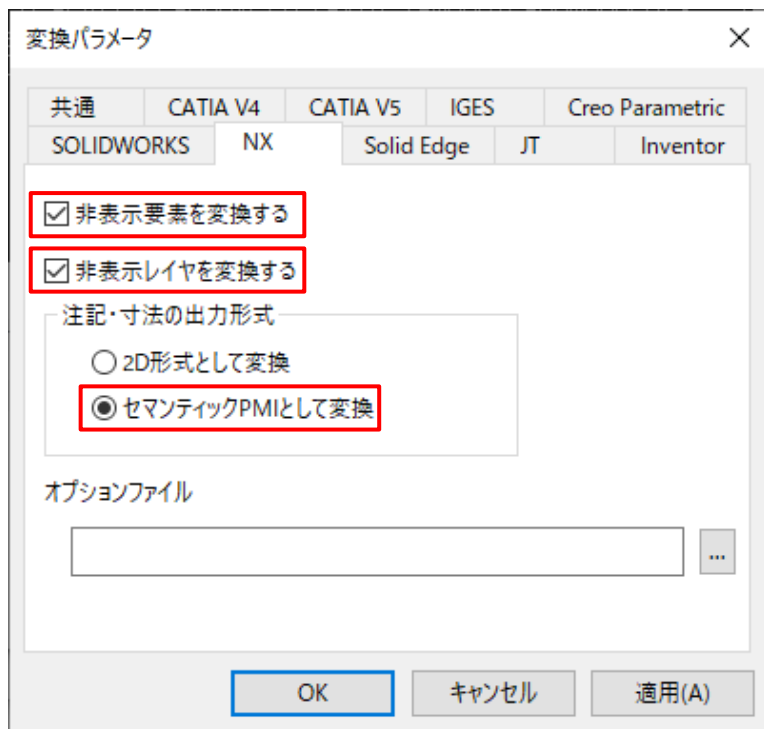 変換パラメータ
共通 CATIA V4 CATIA V5 IGES Creo Parametric
SOLIDWORKS NX Solid Edge JT Inventor
非表示要素を変換する
非表示レイヤを変換する
注記・寸法の出力形式
2D形式として変換
セマンティックPMIとして変換
オプションファイル
...
OK キャンセル 適用(A)